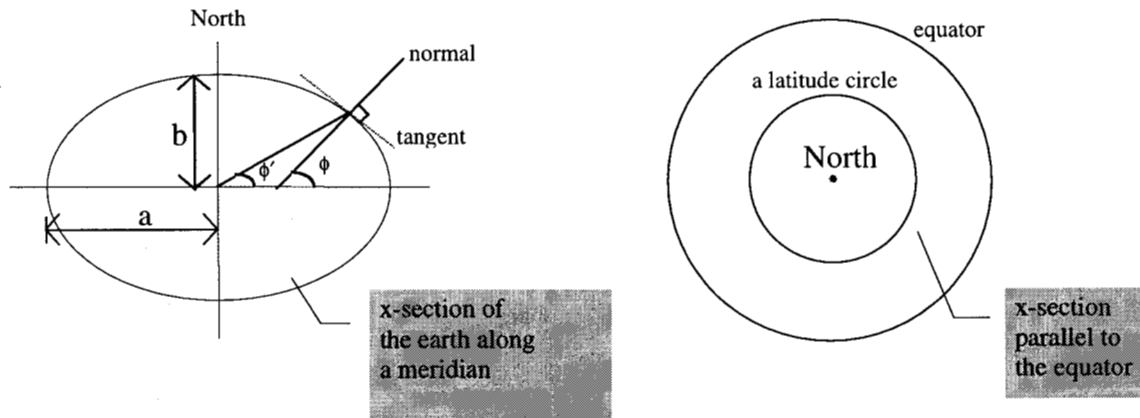 North
normal
tangent
b
ϕ′
ϕ
a
x-section of
the earth along
a meridian
equator
a latitude circle
North
x-section
parallel to
the equator